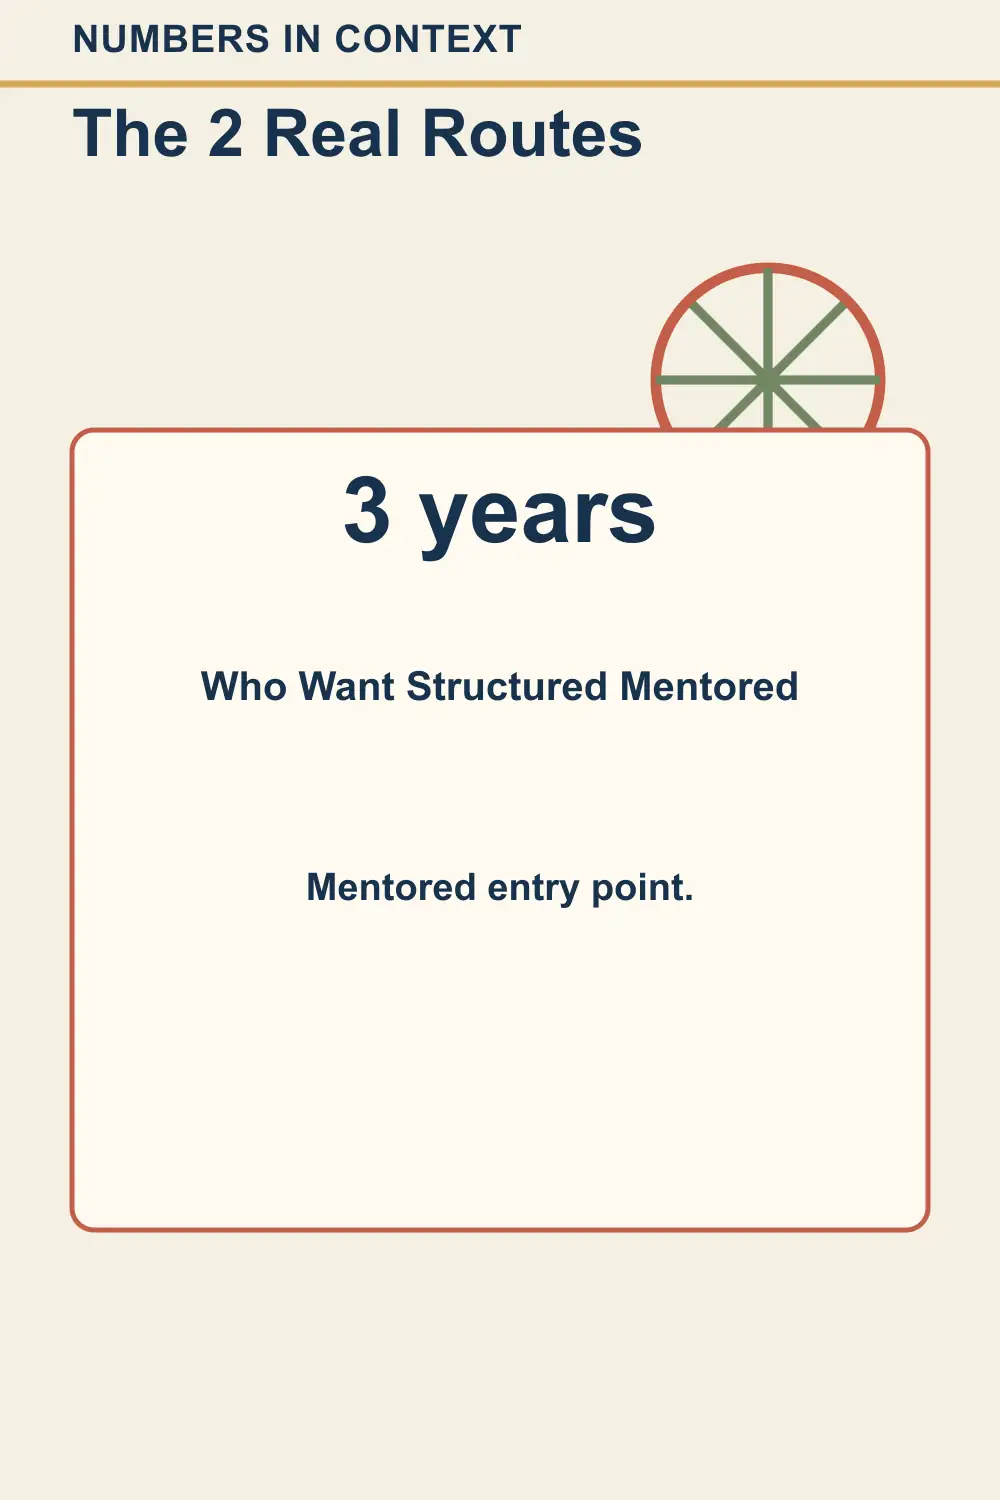 NUMBERS IN CONTEXT
The 2 Real Routes
3 years
Who Want Structured Mentored
Mentored entry point.